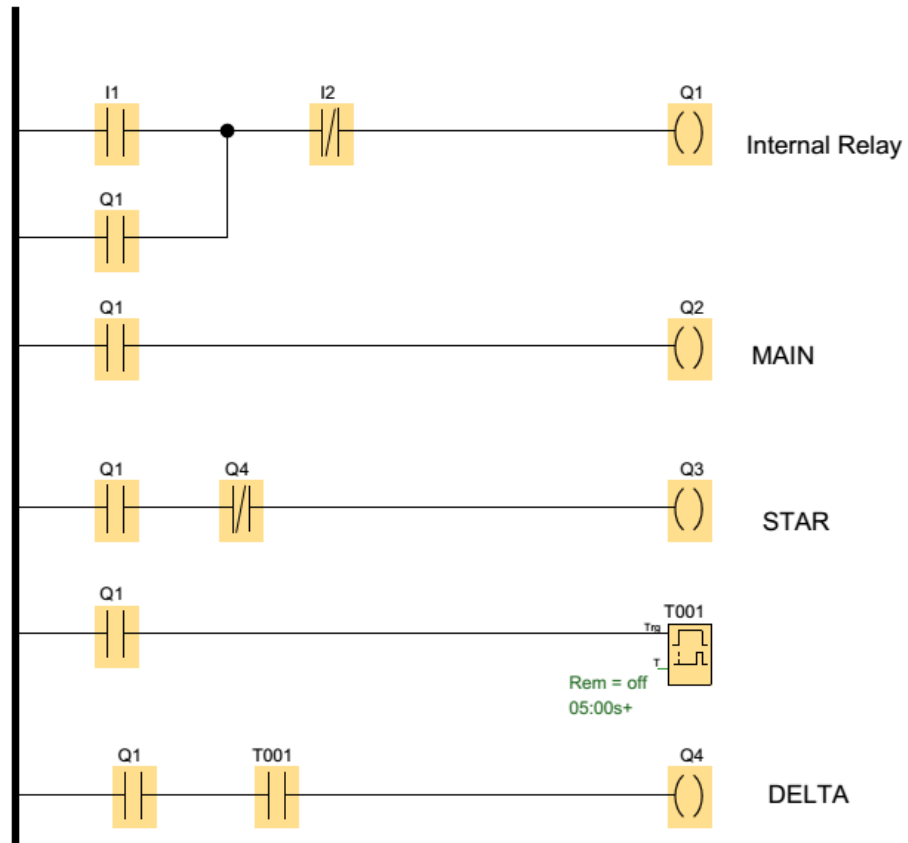 I1 I2 Q1
Internal Relay
Q1
Q1 Q2
MAIN
Q1 Q4 Q3
STAR
Q1 T001
Trg
T
Rem = off
05:00s+
Q1 T001 Q4
DELTA